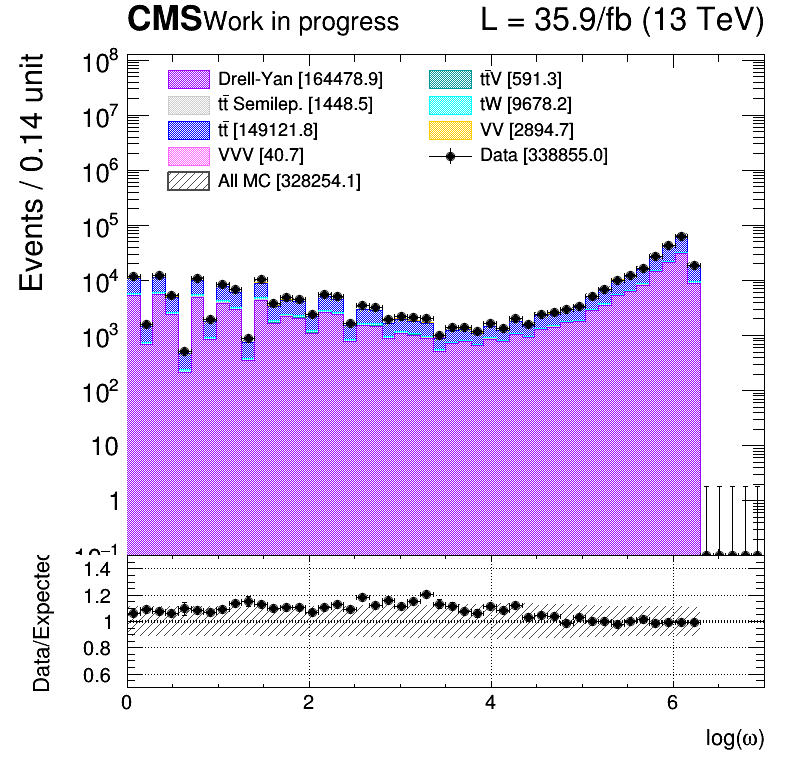 CMS Work in progress L = 35.9/fb (13 TeV)
Events / 0.14 unit
10⁸
10⁷
10⁶
10⁵
10⁴
10³
10²
10
1
10⁻¹
Drell-Yan [164478.9]
tt̄ Semilep. [1448.5]
tt̄ [149121.8]
VVV [40.7]
All MC [328254.1]
tt̄V [591.3]
tW [9678.2]
VV [2894.7]
Data [338855.0]
Data/Expected
1.4
1.2
1
0.8
0.6
0 2 4 6
log(ω)